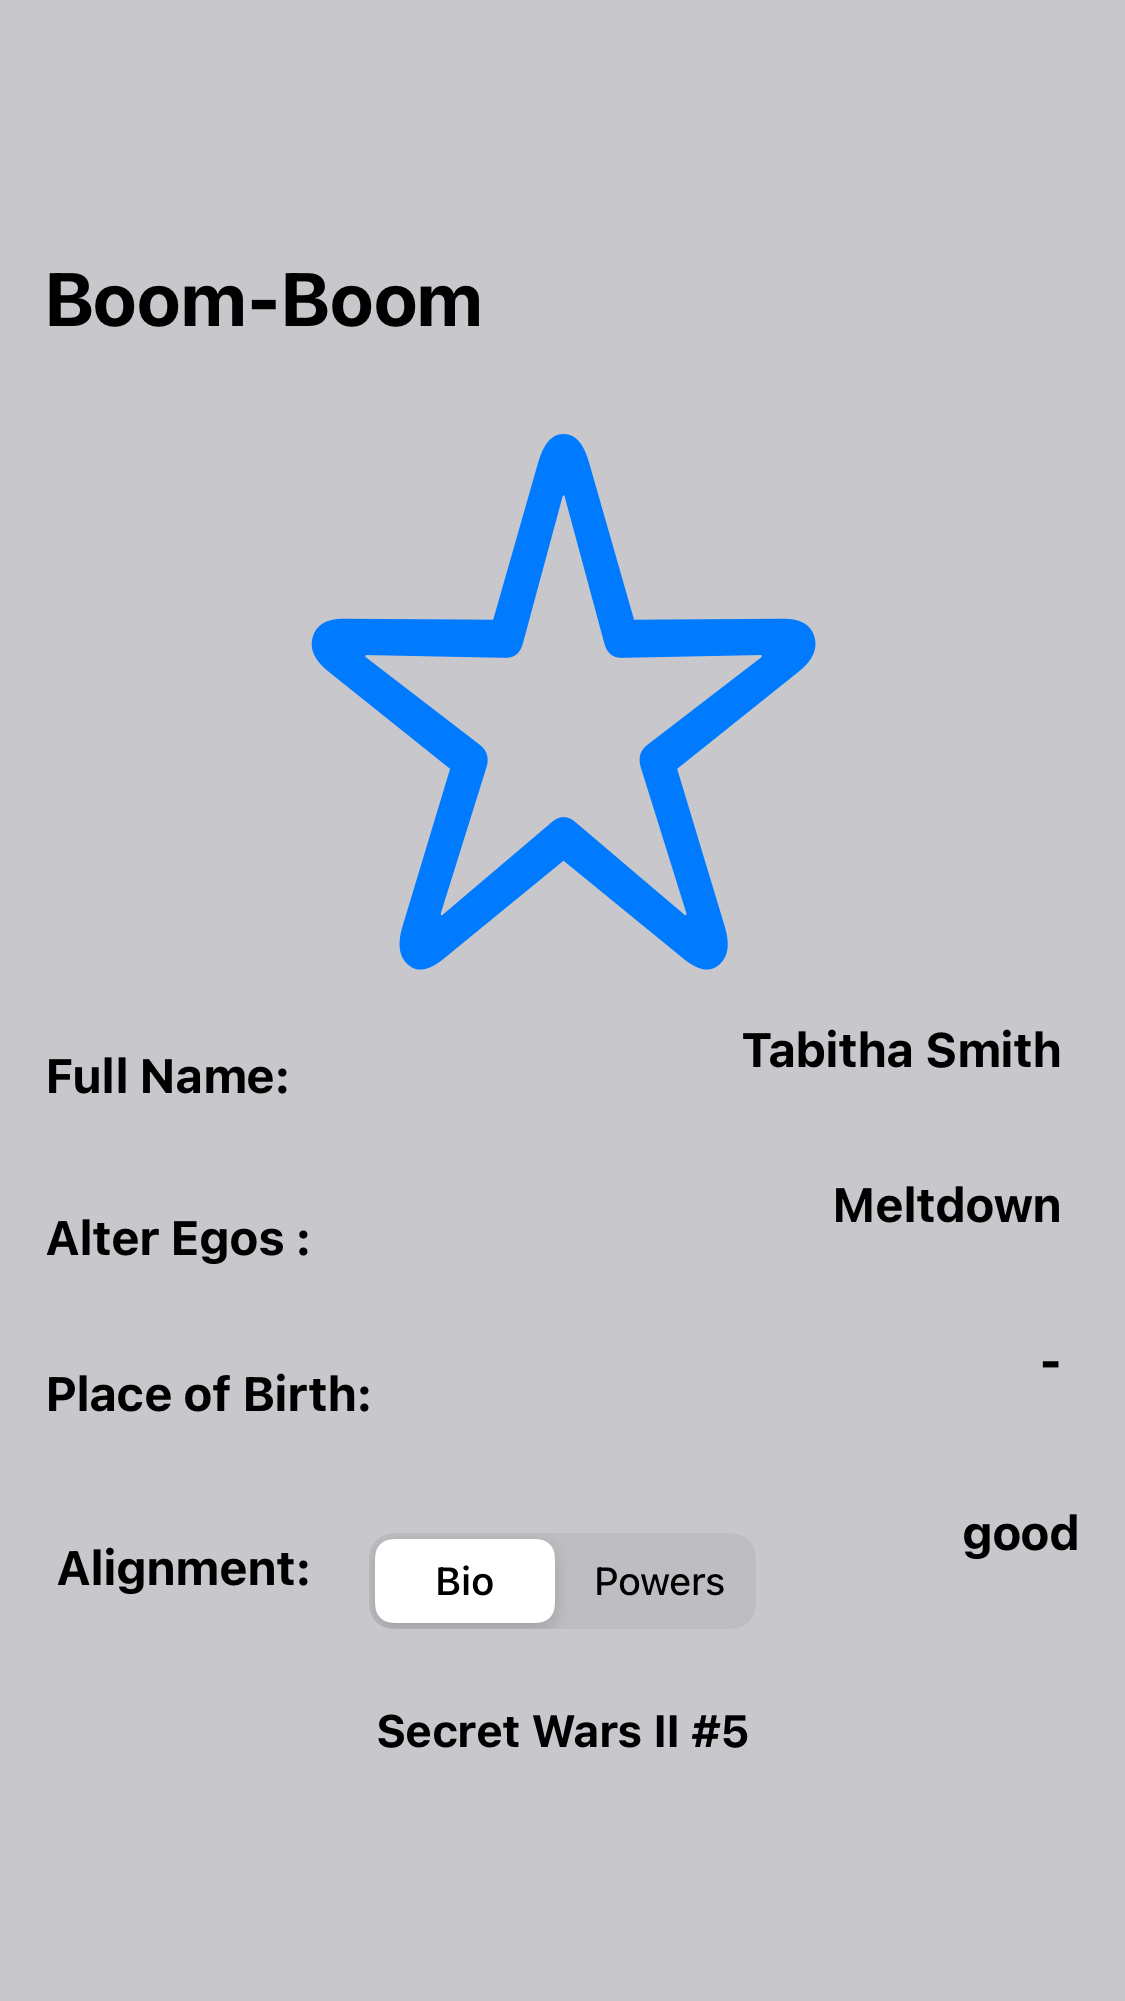 Boom-Boom
Full Name:
Tabitha Smith
Alter Egos :
Meltdown
Place of Birth:
-
Alignment:
Bio
Powers
good
Secret Wars II #5